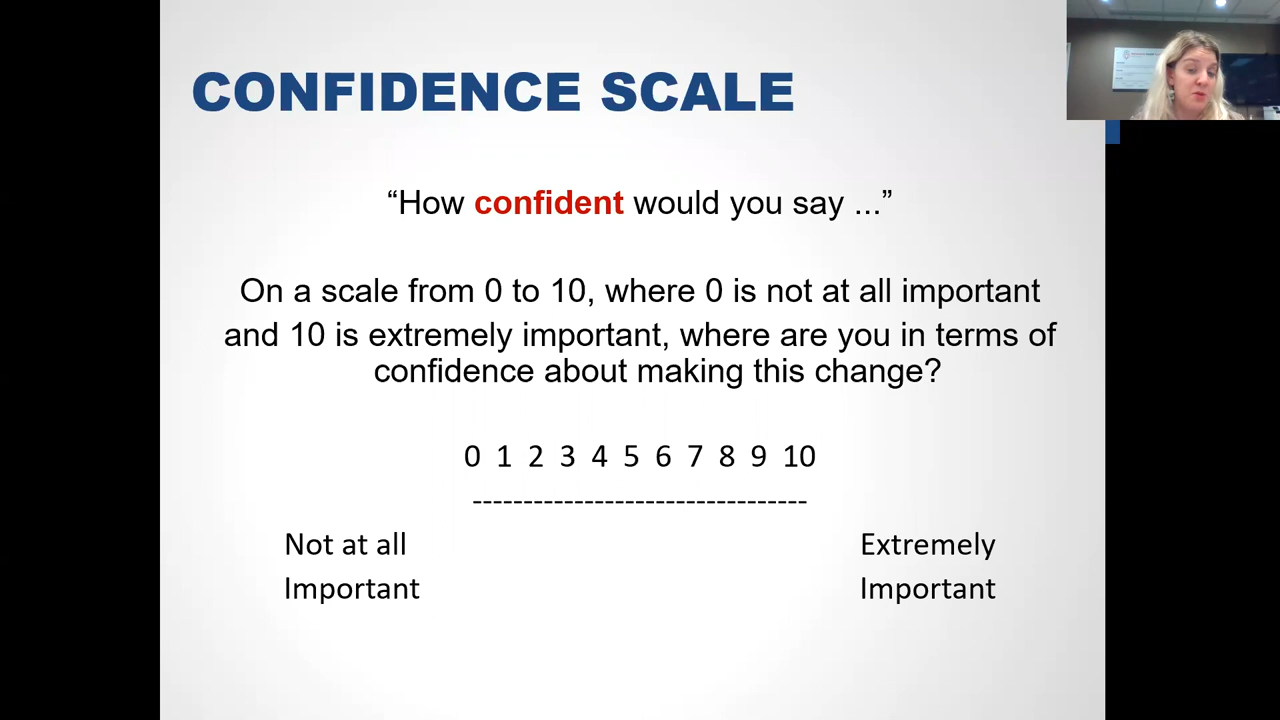 CONFIDENCE SCALE
“How confident would you say ...”
On a scale from 0 to 10, where 0 is not at all important
and 10 is extremely important, where are you in terms of
confidence about making this change?
0 1 2 3 4 5 6 7 8 9 10
---------------------------------
Not at all
Important
Extremely
Important